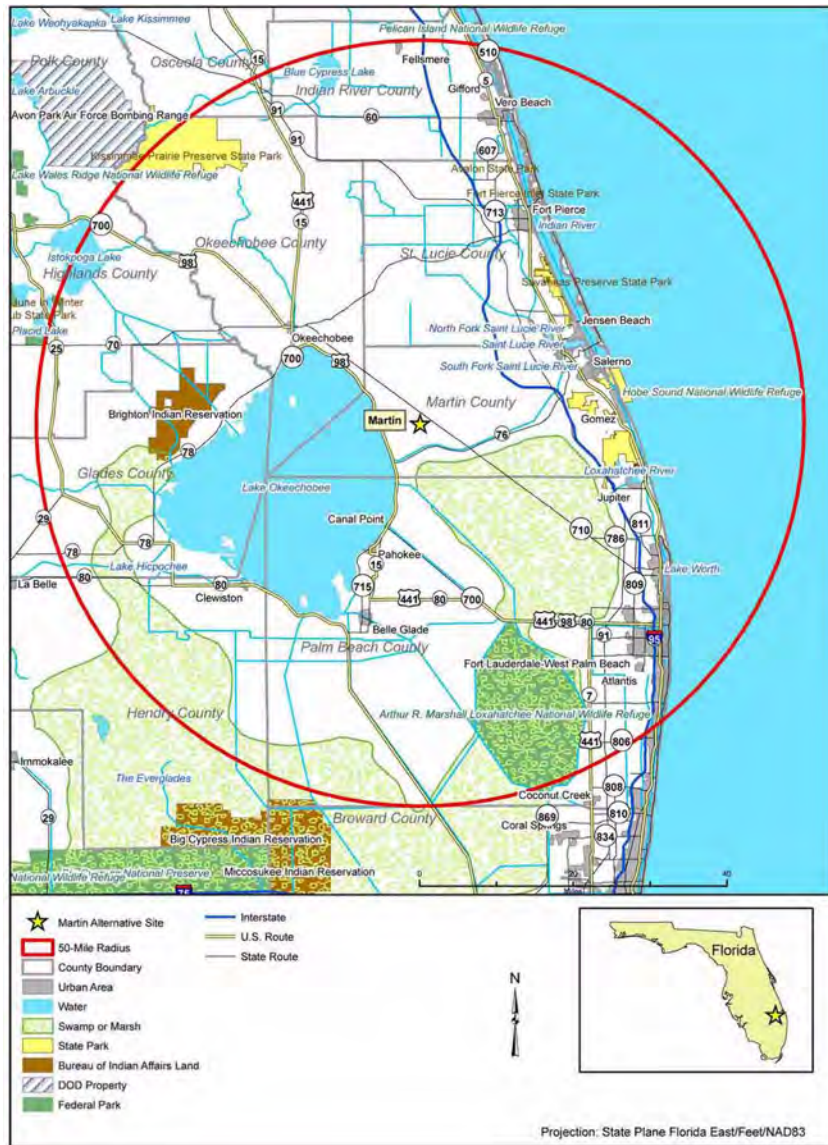 Lake Weohyakapka
Lake Kissimmee
Pelican Island National Wildlife Refuge
Polk County
Osceola County
15
Fellsmere
510
Blue Cypress Lake
Indian River County
Gifford
5
Lake Arbuckle
Vero Beach
Avon Park Air Force Bombing Range
91
60
91
607
Kissimmee Prairie Preserve State Park
Avalon State Park
Lake Wales Ridge National Wildlife Refuge
441
Fort Pierce Inlet State Park
15
713
Fort Pierce
Indian River
700
Okeechobee County
St. Lucie County
Istokpoga Lake
98
Highlands County
Savannas Preserve State Park
June in Winter
ub State Park
Placid Lake
Jensen Beach
North Fork Saint Lucie River
Okeechobee
Saint Lucie River
25
70
700
98
Salerno
South Fork Saint Lucie River
Hobe Sound National Wildlife Refuge
Martin County
Brighton Indian Reservation
Martin
Gomez
76
78
Glades County
Loxahatchee River
Lake Okeechobee
Jupiter
29
Canal Point
710
811
786
78
78
Pahokee
15
Lake Hicpochee
Lake Worth
La Belle
80
80
Clewiston
715
441
80
700
809
Belle Glade
441
98
80
91
95
Palm Beach County
Fort Lauderdale-West Palm Beach
Atlantis
Hendry County
7
Arthur R. Marshall Loxahatchee National Wildlife Refuge
441
806
Immokalee
The Everglades
808
Coconut Creek
29
Broward County
869
810
Coral Springs
Big Cypress Indian Reservation
834
Miccosukee Indian Reservation
National Wildlife Refuge
National Preserve
75
0
20
40
Miles
Martin Alternative Site
50-Mile Radius
County Boundary
Urban Area
Water
Swamp or Marsh
State Park
Bureau of Indian Affairs Land
DOD Property
Federal Park
Interstate
U.S. Route
State Route
N
Florida
Projection: State Plane Florida East/Feet/NAD83